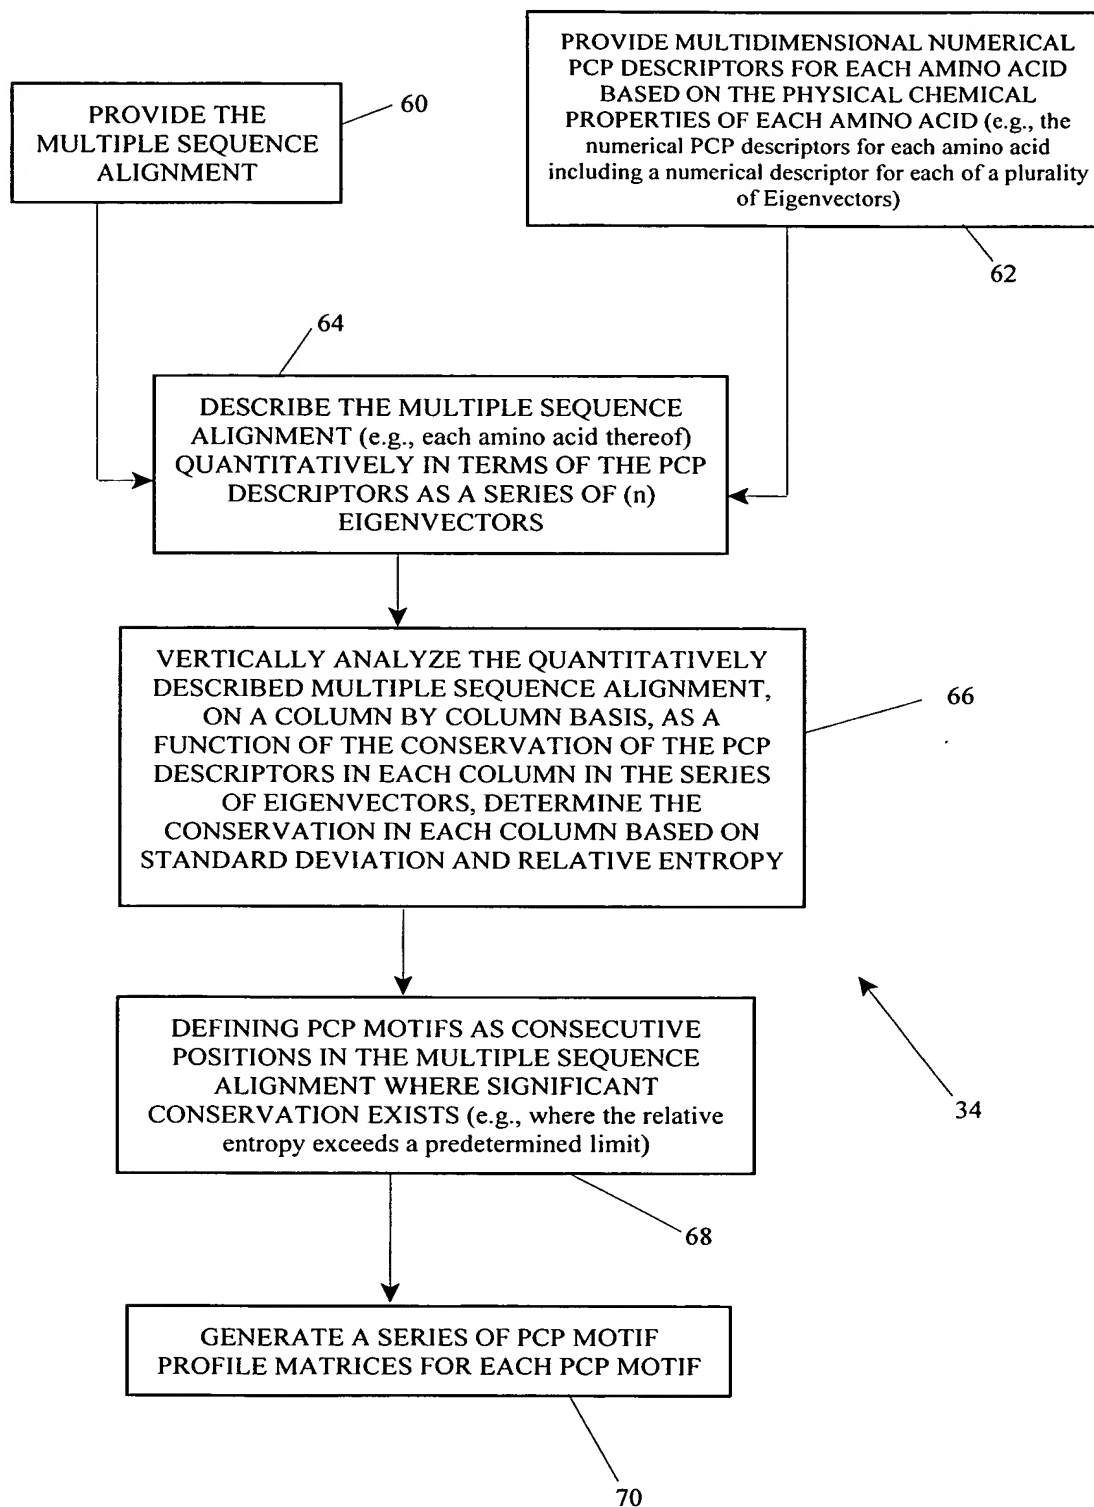 PROVIDE THE
MULTIPLE SEQUENCE
ALIGNMENT
60
PROVIDE MULTIDIMENSIONAL NUMERICAL
PCP DESCRIPTORS FOR EACH AMINO ACID
BASED ON THE PHYSICAL CHEMICAL
PROPERTIES OF EACH AMINO ACID (e.g., the
numerical PCP descriptors for each amino acid
including a numerical descriptor for each of a plurality
of Eigenvectors)
62
64
DESCRIBE THE MULTIPLE SEQUENCE
ALIGNMENT (e.g., each amino acid thereof)
QUANTITATIVELY IN TERMS OF THE PCP
DESCRIPTORS AS A SERIES OF (n)
EIGENVECTORS
VERTICALLY ANALYZE THE QUANTITATIVELY
DESCRIBED MULTIPLE SEQUENCE ALIGNMENT,
ON A COLUMN BY COLUMN BASIS, AS A
FUNCTION OF THE CONSERVATION OF THE PCP
DESCRIPTORS IN EACH COLUMN IN THE SERIES
OF EIGENVECTORS, DETERMINE THE
CONSERVATION IN EACH COLUMN BASED ON
STANDARD DEVIATION AND RELATIVE ENTROPY
66
DEFINING PCP MOTIFS AS CONSECUTIVE
POSITIONS IN THE MULTIPLE SEQUENCE
ALIGNMENT WHERE SIGNIFICANT
CONSERVATION EXISTS (e.g., where the relative
entropy exceeds a predetermined limit)
34
68
GENERATE A SERIES OF PCP MOTIF
PROFILE MATRICES FOR EACH PCP MOTIF
70